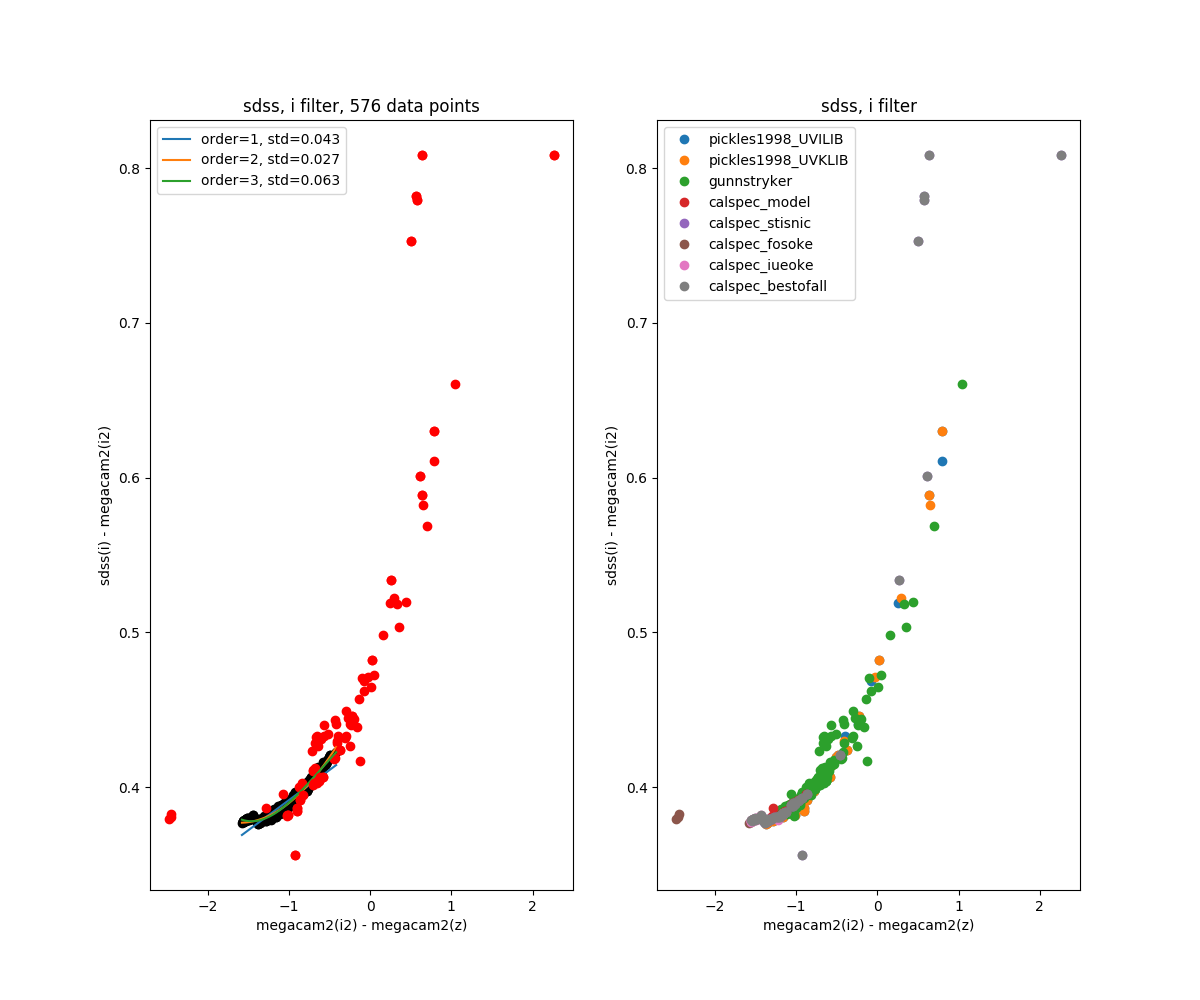 sdss, i filter, 576 data points
order=1, std=0.043
order=2, std=0.027
order=3, std=0.063
0.8
0.7
0.6
0.5
0.4
sdss(i) - megacam2(i2)
−2
−1
0
1
2
megacam2(i2) - megacam2(z)
sdss, i filter
pickles1998_UVILIB
pickles1998_UVKLIB
gunnstryker
calspec_model
calspec_stisnic
calspec_fosoke
calspec_iueoke
calspec_bestofall
0.8
0.7
0.6
0.5
0.4
sdss(i) - megacam2(i2)
−2
−1
0
1
2
megacam2(i2) - megacam2(z)